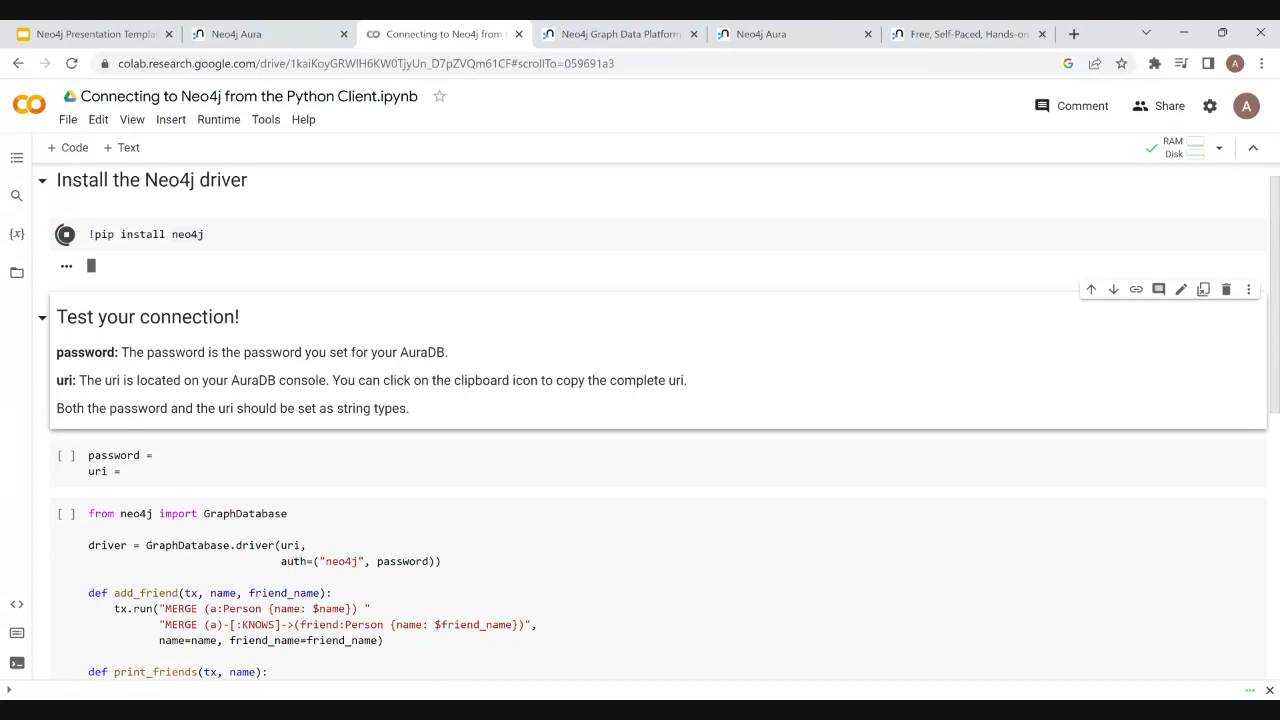 Neo4j Presentation Templa
Neo4j Aura
Connecting to Neo4j from t
Neo4j Graph Data Platform
Neo4j Aura
Free, Self-Paced, Hands-on
colab.research.google.com/drive/1kaiKoyGRWlH6KW0TjyUn_D7pZVQm61CF#scrollTo=059691a3
A
Connecting to Neo4j from the Python Client.ipynb
Comment
Share
A
File Edit View Insert Runtime Tools Help
+ Code + Text
RAM
Disk
Install the Neo4j driver
!pip install neo4j
Test your connection!
password: The password is the password you set for your AuraDB.
uri: The uri is located on your AuraDB console. You can click on the clipboard icon to copy the complete uri.
Both the password and the uri should be set as string types.
[ ] password =
uri =
[ ] from neo4j import GraphDatabase
driver = GraphDatabase.driver(uri,
auth=("neo4j", password))
def add_friend(tx, name, friend_name):
tx.run("MERGE (a:Person {name: $name}) "
"MERGE (a)-[:KNOWS]->(friend:Person {name: $friend_name})",
name=name, friend_name=friend_name)
def print_friends(tx, name):